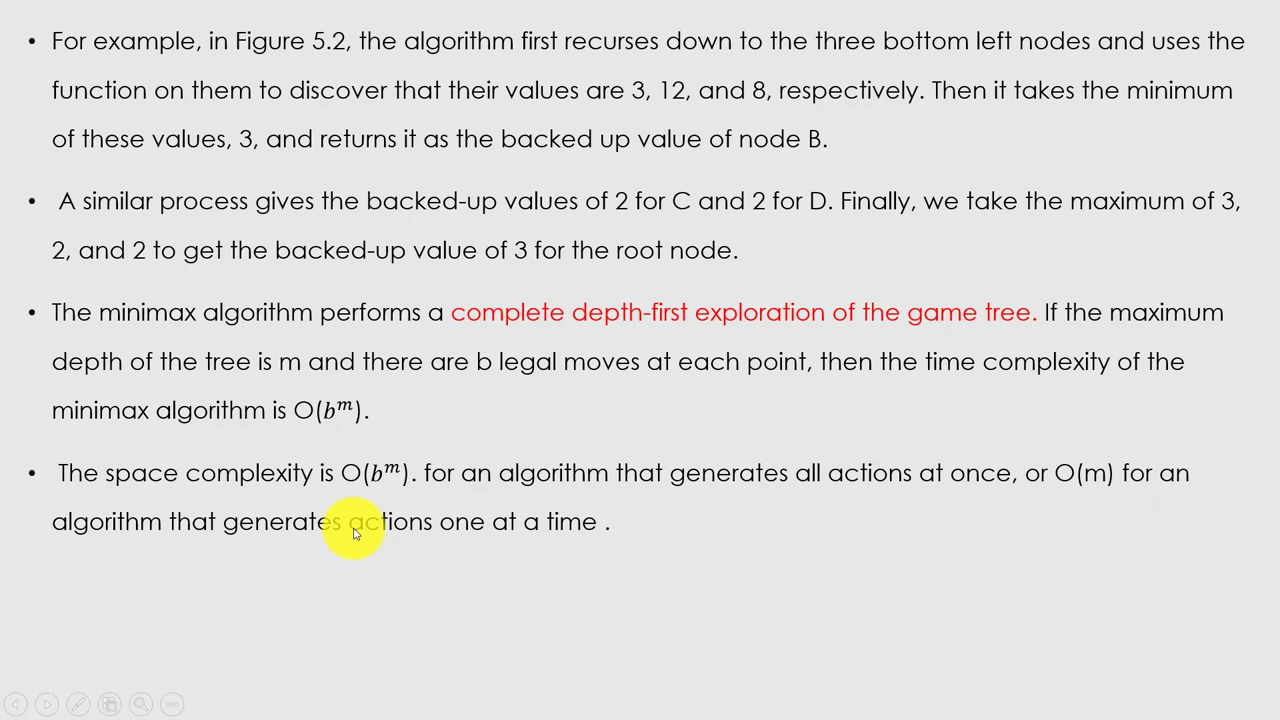 • For example, in Figure 5.2, the algorithm first recurses down to the three bottom left nodes and uses the
function on them to discover that their values are 3, 12, and 8, respectively. Then it takes the minimum
of these values, 3, and returns it as the backed up value of node B.
• A similar process gives the backed-up values of 2 for C and 2 for D. Finally, we take the maximum of 3,
2, and 2 to get the backed-up value of 3 for the root node.
• The minimax algorithm performs a complete depth-first exploration of the game tree. If the maximum
depth of the tree is m and there are b legal moves at each point, then the time complexity of the
minimax algorithm is O(bᵐ).
• The space complexity is O(bᵐ). for an algorithm that generates all actions at once, or O(m) for an
algorithm that generates actions one at a time .